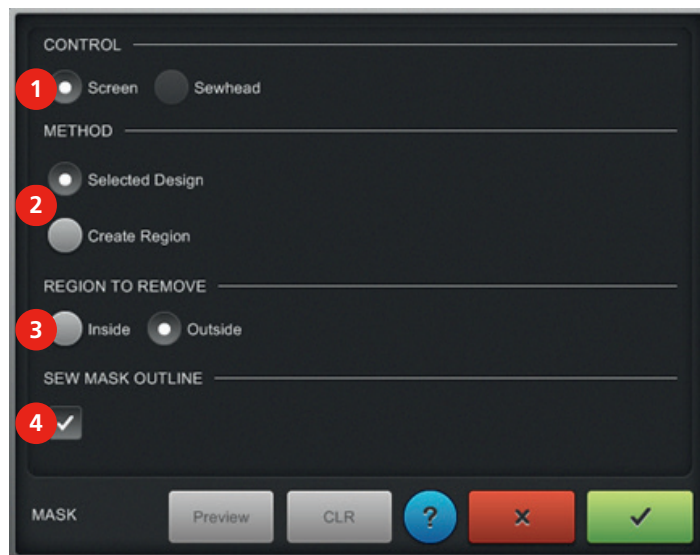 CONTROL
1 Screen Sewhead
METHOD
Selected Design
2
Create Region
REGION TO REMOVE
3 Inside Outside
SEW MASK OUTLINE
4
MASK Preview CLR ?